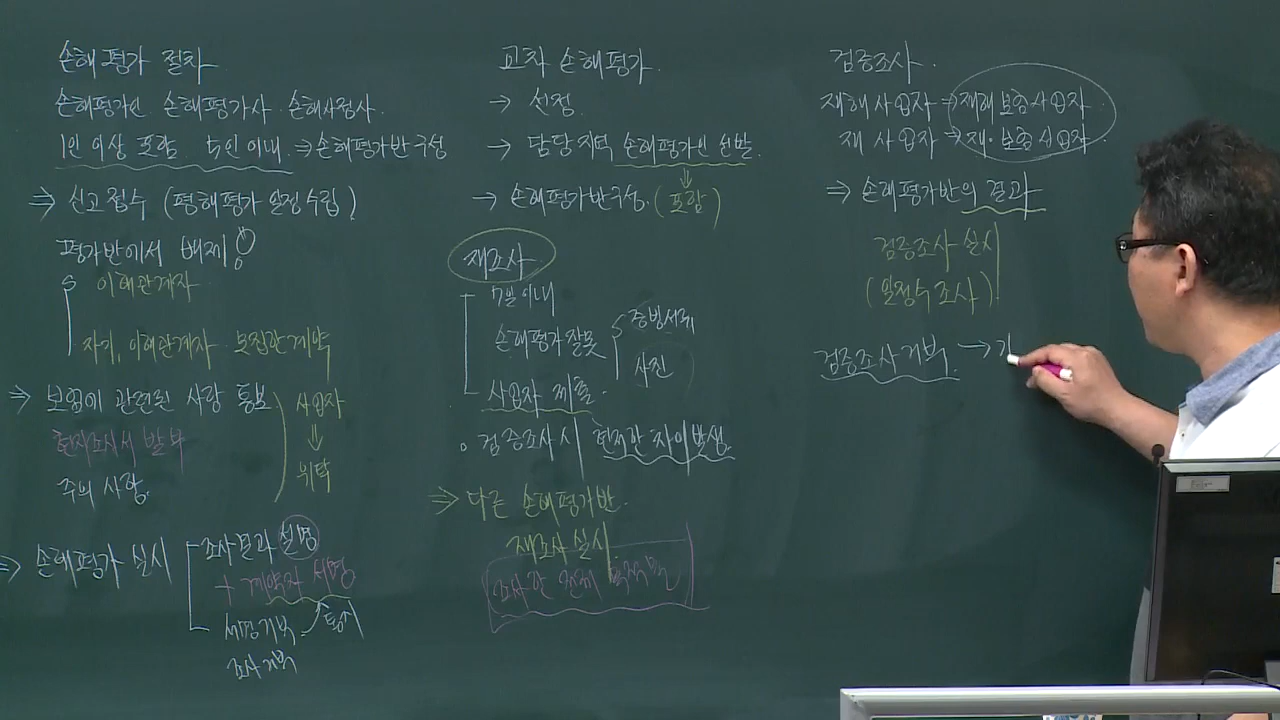 손해평가 절차
손해평가인 손해평가사 · 손해사정사
1인 이상 포함 5인 이내 ⇒ 손해평가반 구성
⇒ 신고접수 (평해평가 일정수립)
평가반에서 배제!
이해관계자
자기, 이해관계자 모집한 계약
⇒ 보험에 관련된 사항 통보
현지조사서 발부
주의 사항
사업자
⇓
위탁
⇒ 손해평가 실시
조사결과 설명
+ 계약자 서명
서명거부
통지
조사거부
교차 손해평가
→ 선정
→ 담당지역 손해평가인 선발
⇓
→ 손해평가반구성 (포함)
재조사
7일이내
손해평가 잘못
증빙서류
사진
사업자 제출
검증조사시 현저한 차이발생
⇒ 다른 손해평가반
재조사 실시
조사한 전체
검증조사
재해사업자 → 재해보험사업자
재 사업자 → 재·보험사업자
⇒ 손해평가반의 결과
검증조사 실시
(일정수 조사)!
검증조사거부 →